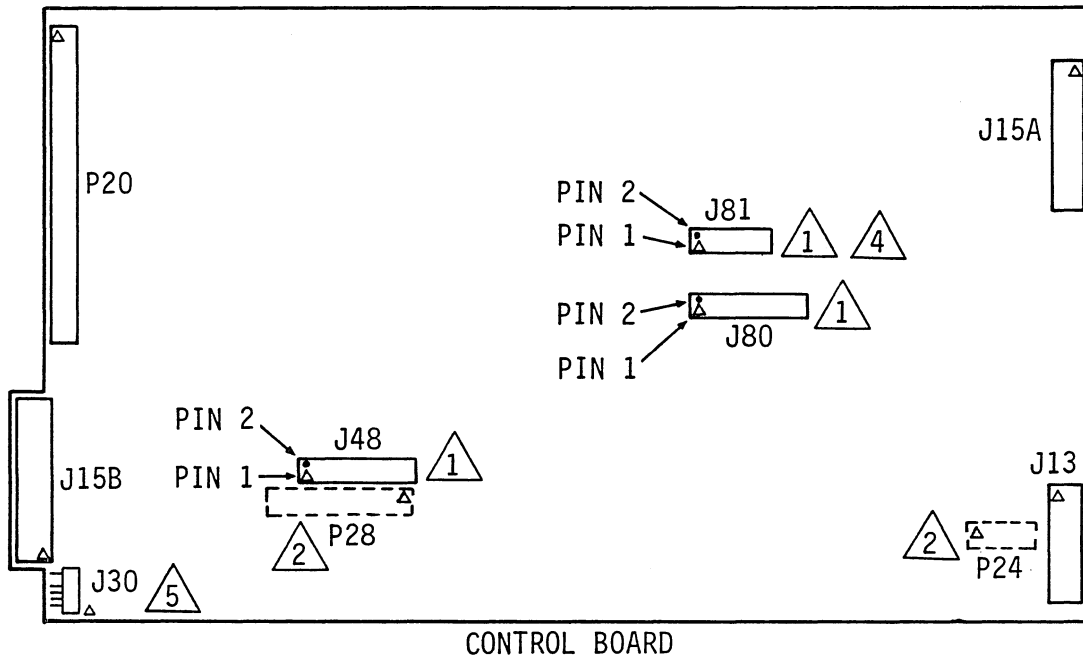 P20
J15A
PIN 2
J81
PIN 1
1
4
PIN 2
1
J80
PIN 1
PIN 2
J48
PIN 1
1
J15B
P28
2
J13
2
P24
J30
5
CONTROL BOARD